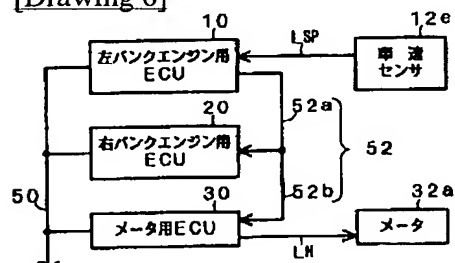 [Drawing 6]
10
LSP
12e
左バンクエンジン用
ECU
車速
センサ
20
52a
右バンクエンジン用
ECU
52
50
30
52b
32a
メータ用ECU
メータ
LM